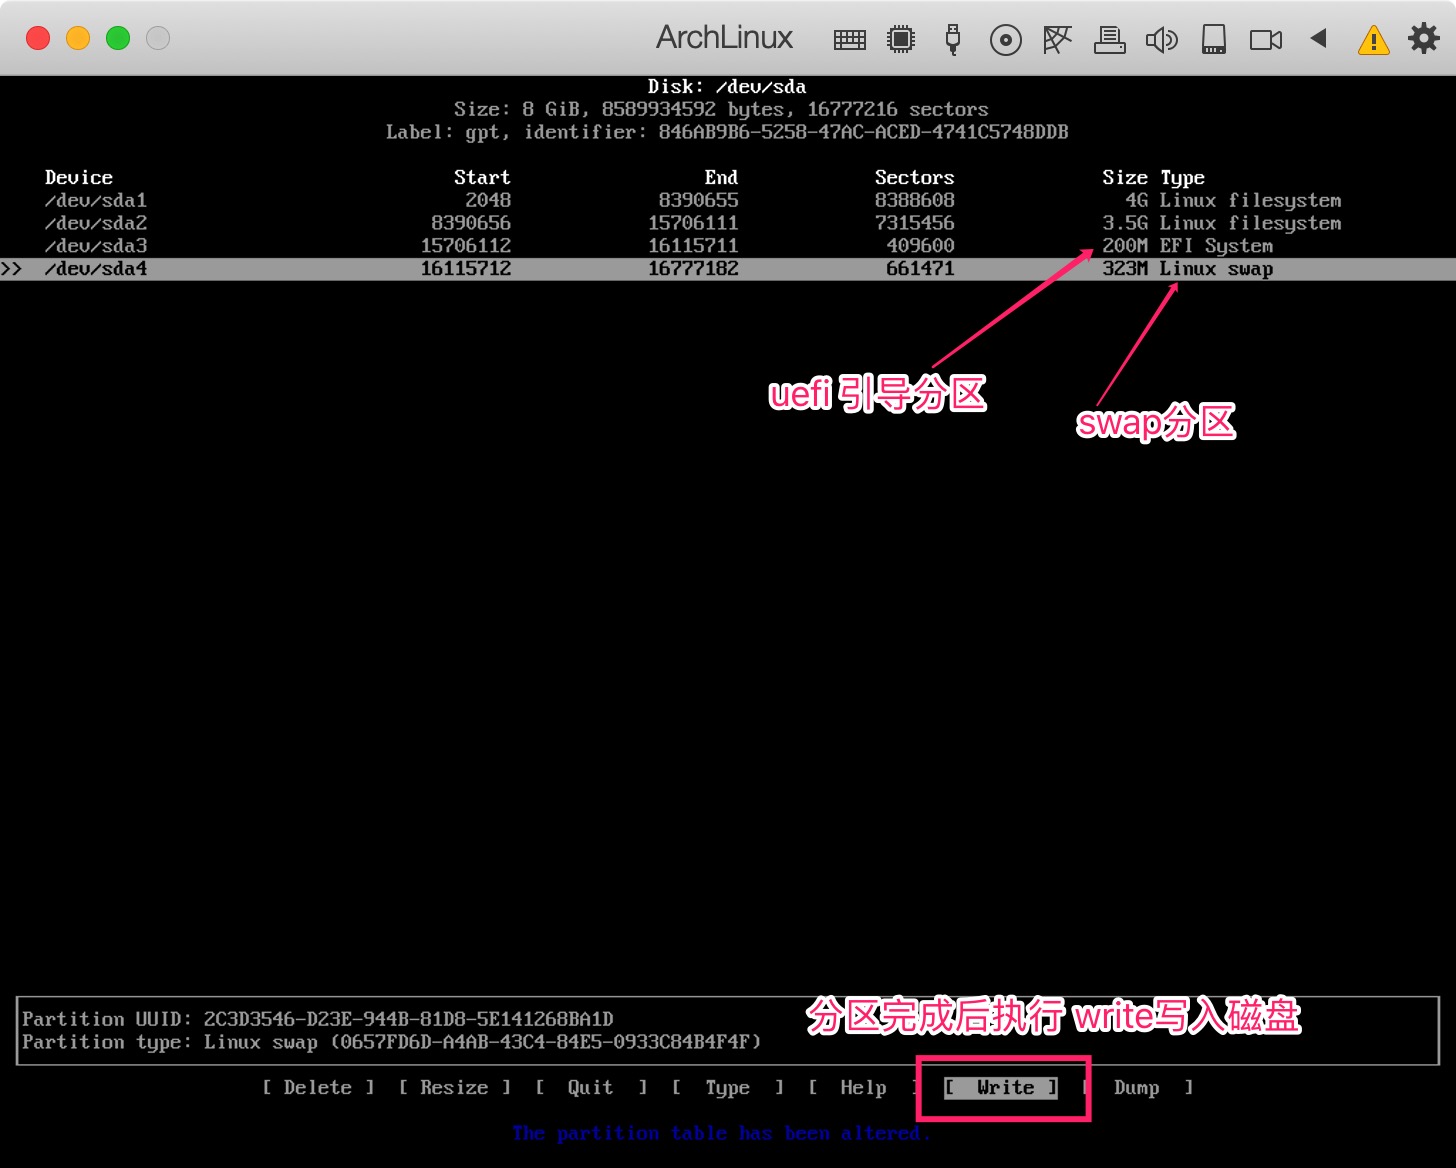 ArchLinux
Disk: /dev/sda
Size: 8 GiB, 8589934592 bytes, 16777216 sectors
Label: gpt, identifier: 846AB9B6-5258-47AC-ACED-4741C5748DDB
Device Start End Sectors Size Type
/dev/sda1 2048 8390655 8388608 4G Linux filesystem
/dev/sda2 8390656 15706111 7315456 3.5G Linux filesystem
/dev/sda3 15706112 16115711 409600 200M EFI System
>> /dev/sda4 16115712 16777182 661471 323M Linux swap
uefi 引导分区
swap分区
分区完成后执行 write写入磁盘
Partition UUID: 2C3D3546-D23E-944B-81D8-5E141268BA1D
Partition type: Linux swap (0657FD6D-A4AB-43C4-84E5-0933C84B4F4F)
[ Delete ] [ Resize ] [ Quit ] [ Type ] [ Help ] [ Write ] [ Dump ]
The partition table has been altered.